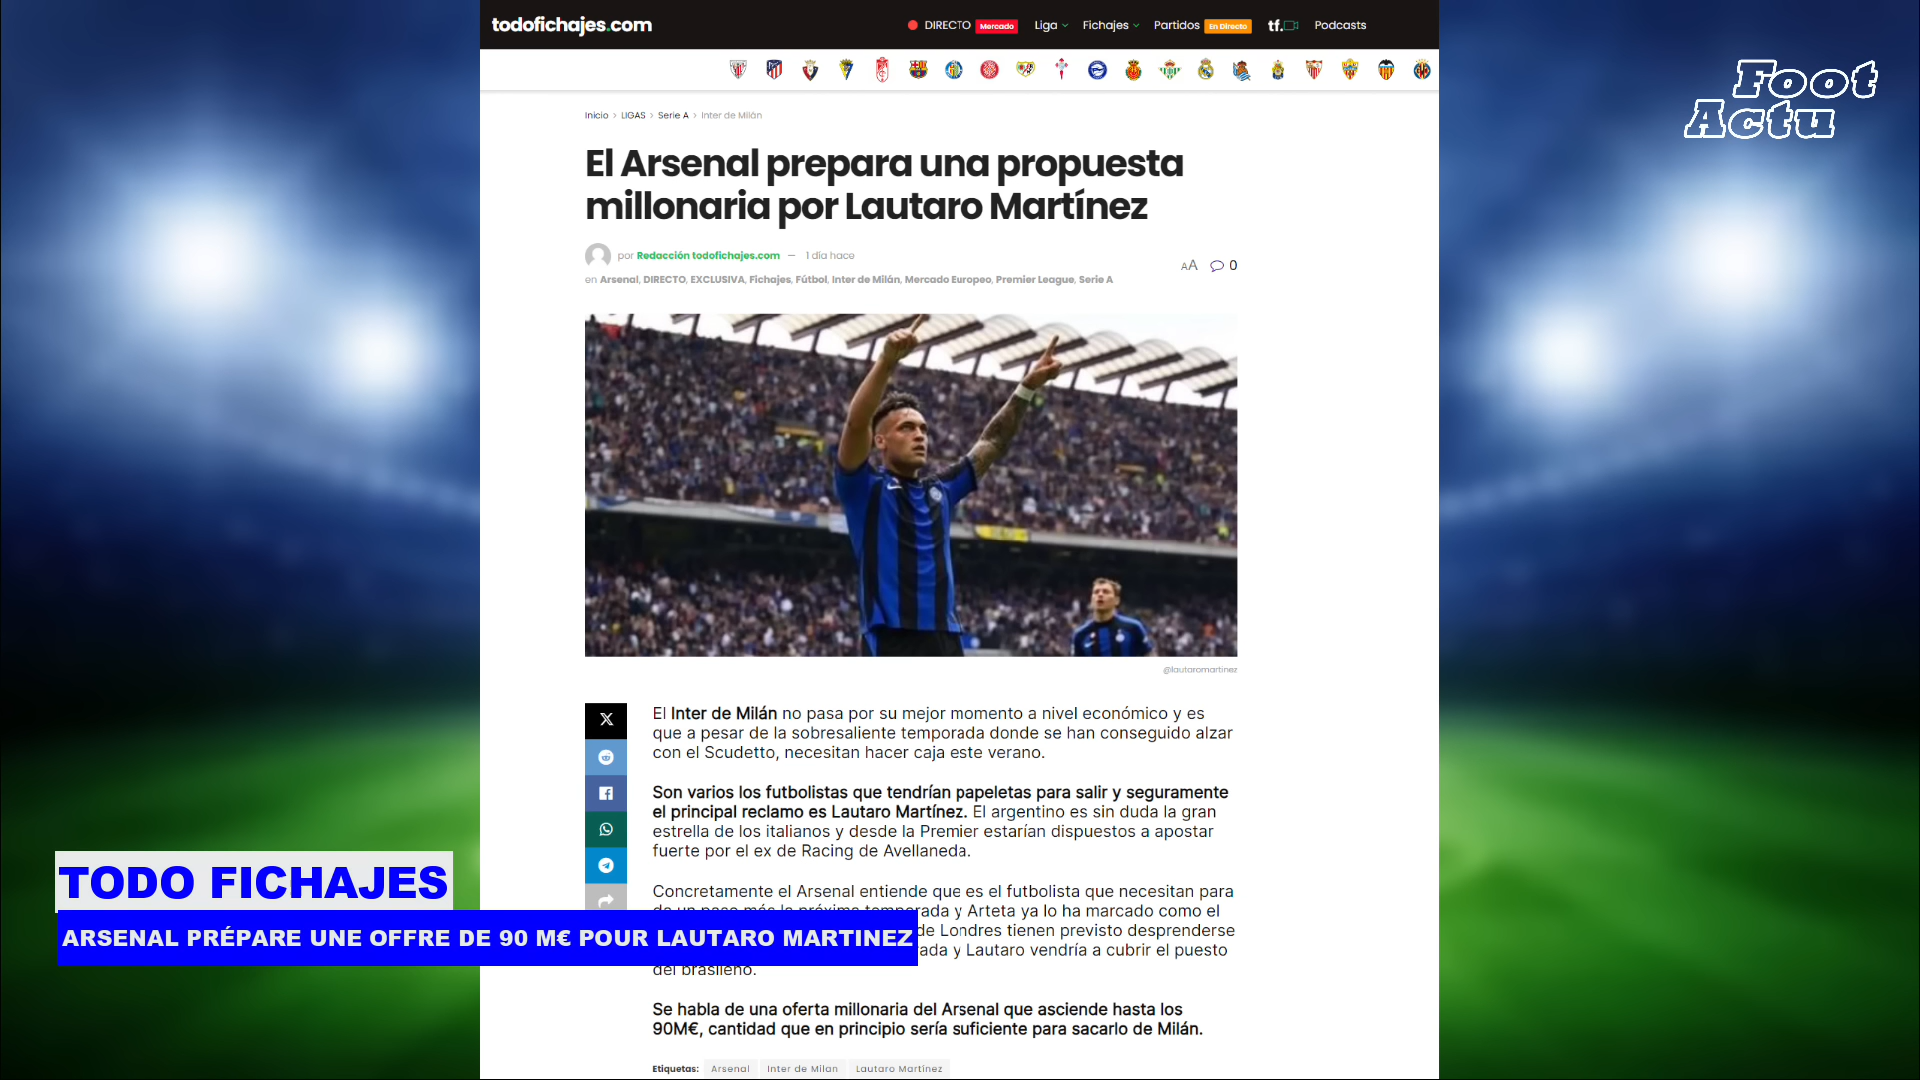 todofichajes.com
DIRECTO Mercado Liga Fichajes Partidos En Directo tf. Podcasts
Foot
Actu
Inicio > LIGAS > Serie A > Inter de Milán
El Arsenal prepara una propuesta
millonaria por Lautaro Martínez
por Redacción todofichajes.com — 1 día hace
en Arsenal, DIRECTO, EXCLUSIVA, Fichajes, Fútbol, Inter de Milán, Mercado Europeo, Premier League, Serie A
AA 0
@lautaromartinez
El Inter de Milán no pasa por su mejor momento a nivel económico y es
que a pesar de la sobresaliente temporada donde se han conseguido alzar
con el Scudetto, necesitan hacer caja este verano.
Son varios los futbolistas que tendrían papeletas para salir y seguramente
el principal reclamo es Lautaro Martínez. El argentino es sin duda la gran
estrella de los italianos y desde la Premier estarían dispuestos a apostar
fuerte por el ex de Racing de Avellaneda.
Concretamente el Arsenal entiende que es el futbolista que necesitan para
y Arteta ya lo ha marcado como el
de Londres tienen previsto desprenderse
y Lautaro vendría a cubrir el puesto
del brasileño.
Se habla de una oferta millonaria del Arsenal que asciende hasta los
90M€, cantidad que en principio sería suficiente para sacarlo de Milán.
Etiquetas: Arsenal Inter de Milan Lautaro Martínez
TODO FICHAJES
ARSENAL PRÉPARE UNE OFFRE DE 90 M€ POUR LAUTARO MARTINEZ